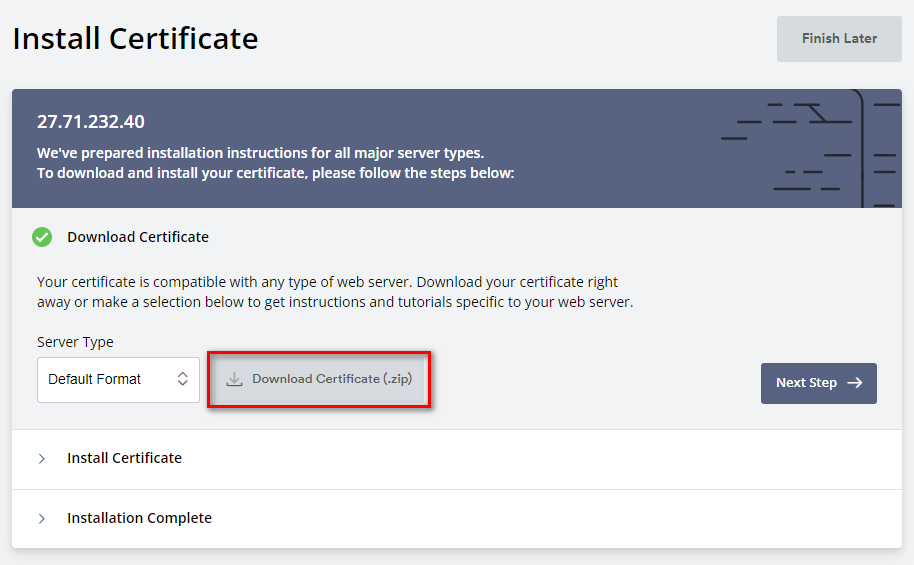 Install Certificate
Finish Later
27.71.232.40
We've prepared installation instructions for all major server types.
To download and install your certificate, please follow the steps below:
Download Certificate
Your certificate is compatible with any type of web server. Download your certificate right
away or make a selection below to get instructions and tutorials specific to your web server.
Server Type
Default Format
Download Certificate (.zip)
Next Step
Install Certificate
Installation Complete